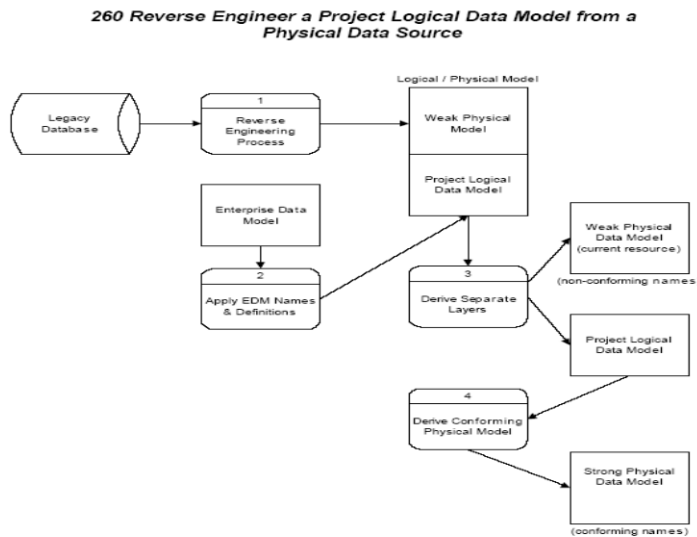 260 Reverse Engineer a Project Logical Data Model from a
Physical Data Source
Logical / Physical Model
Legacy
Database
1
Reverse
Engineering
Process
Weak Physical
Model
Project Logical
Data Model
Enterprise Data
Model
2
Apply EDM Names
& Definitions
3
Derive Separate
Layers
Weak Physical
Data Model
(current resource)
(non-conforming names
Project Logical
Data Model
4
Derive Conforming
Physical Model
Strong Physical
Data Model
(conforming names)